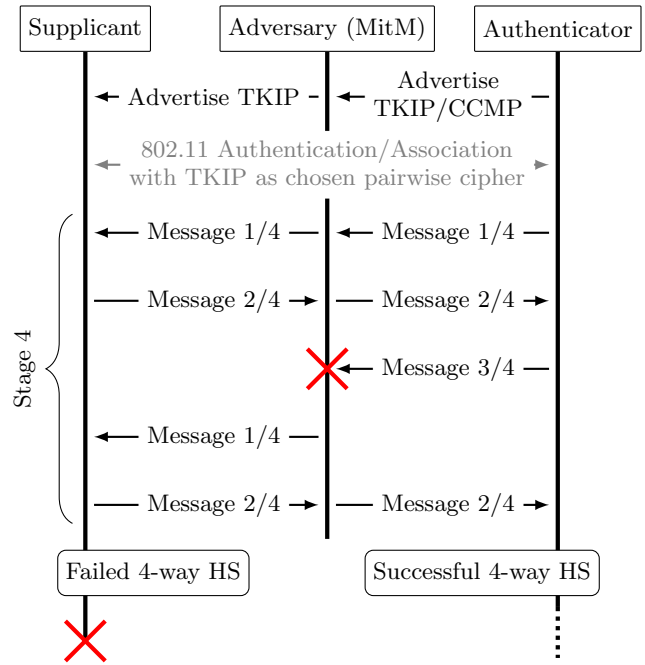 Supplicant
Adversary (MitM)
Authenticator
Advertise TKIP
Advertise
TKIP/CCMP
802.11 Authentication/Association
with TKIP as chosen pairwise cipher
Message 1/4
Message 1/4
Message 2/4
Message 2/4
Stage 4
Message 3/4
Message 1/4
Message 2/4
Message 2/4
Failed 4-way HS
Successful 4-way HS